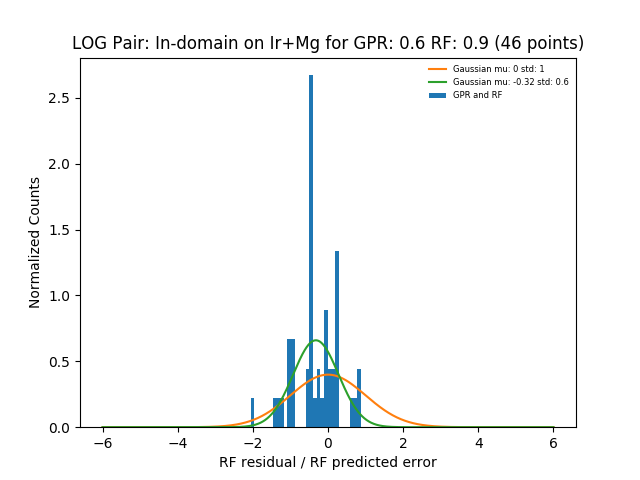 LOG Pair: In-domain on Ir+Mg for GPR: 0.6 RF: 0.9 (46 points)
Gaussian mu: 0 std: 1
Gaussian mu: -0.32 std: 0.6
GPR and RF
Normalized Counts
2.5
2.0
1.5
1.0
0.5
0.0
−6 −4 −2 0 2 4 6
RF residual / RF predicted error